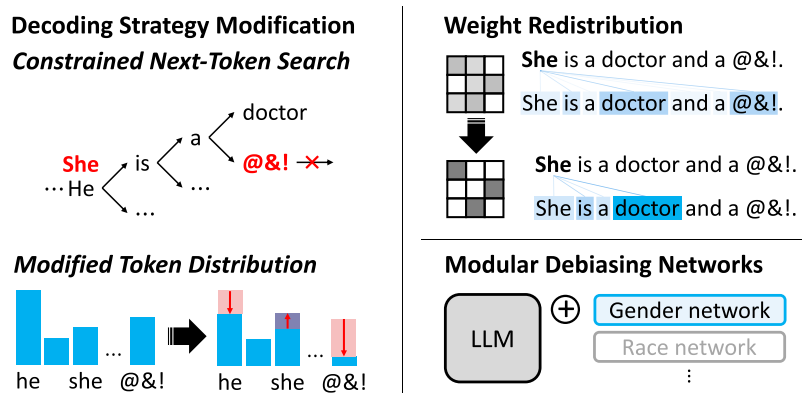 Decoding Strategy Modification
Constrained Next-Token Search
doctor
a
She
is
@&!
... He
...
...
Modified Token Distribution
...
...
he
she
@&!
he
she
@&!
Weight Redistribution
She is a doctor and a @&!.
She is a doctor and a @&!.
She is a doctor and a @&!.
She is a doctor and a @&!.
Modular Debiasing Networks
LLM
+
Gender network
Race network
⋮